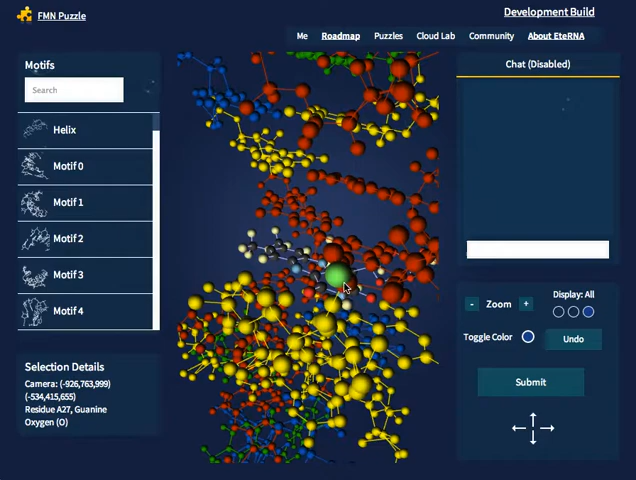 FMN Puzzle
Development Build
Me Roadmap Puzzles Cloud Lab Community About EteRNA
Motifs
Search
Helix
Motif 0
Motif 1
Motif 2
Motif 3
Motif 4
Selection Details
Camera: (-926,763,999)
(-534,415,655)
Residue A27, Guanine
Oxygen (O)
Chat (Disabled)
- Zoom +
Display: All
Toggle Color
Undo
Submit